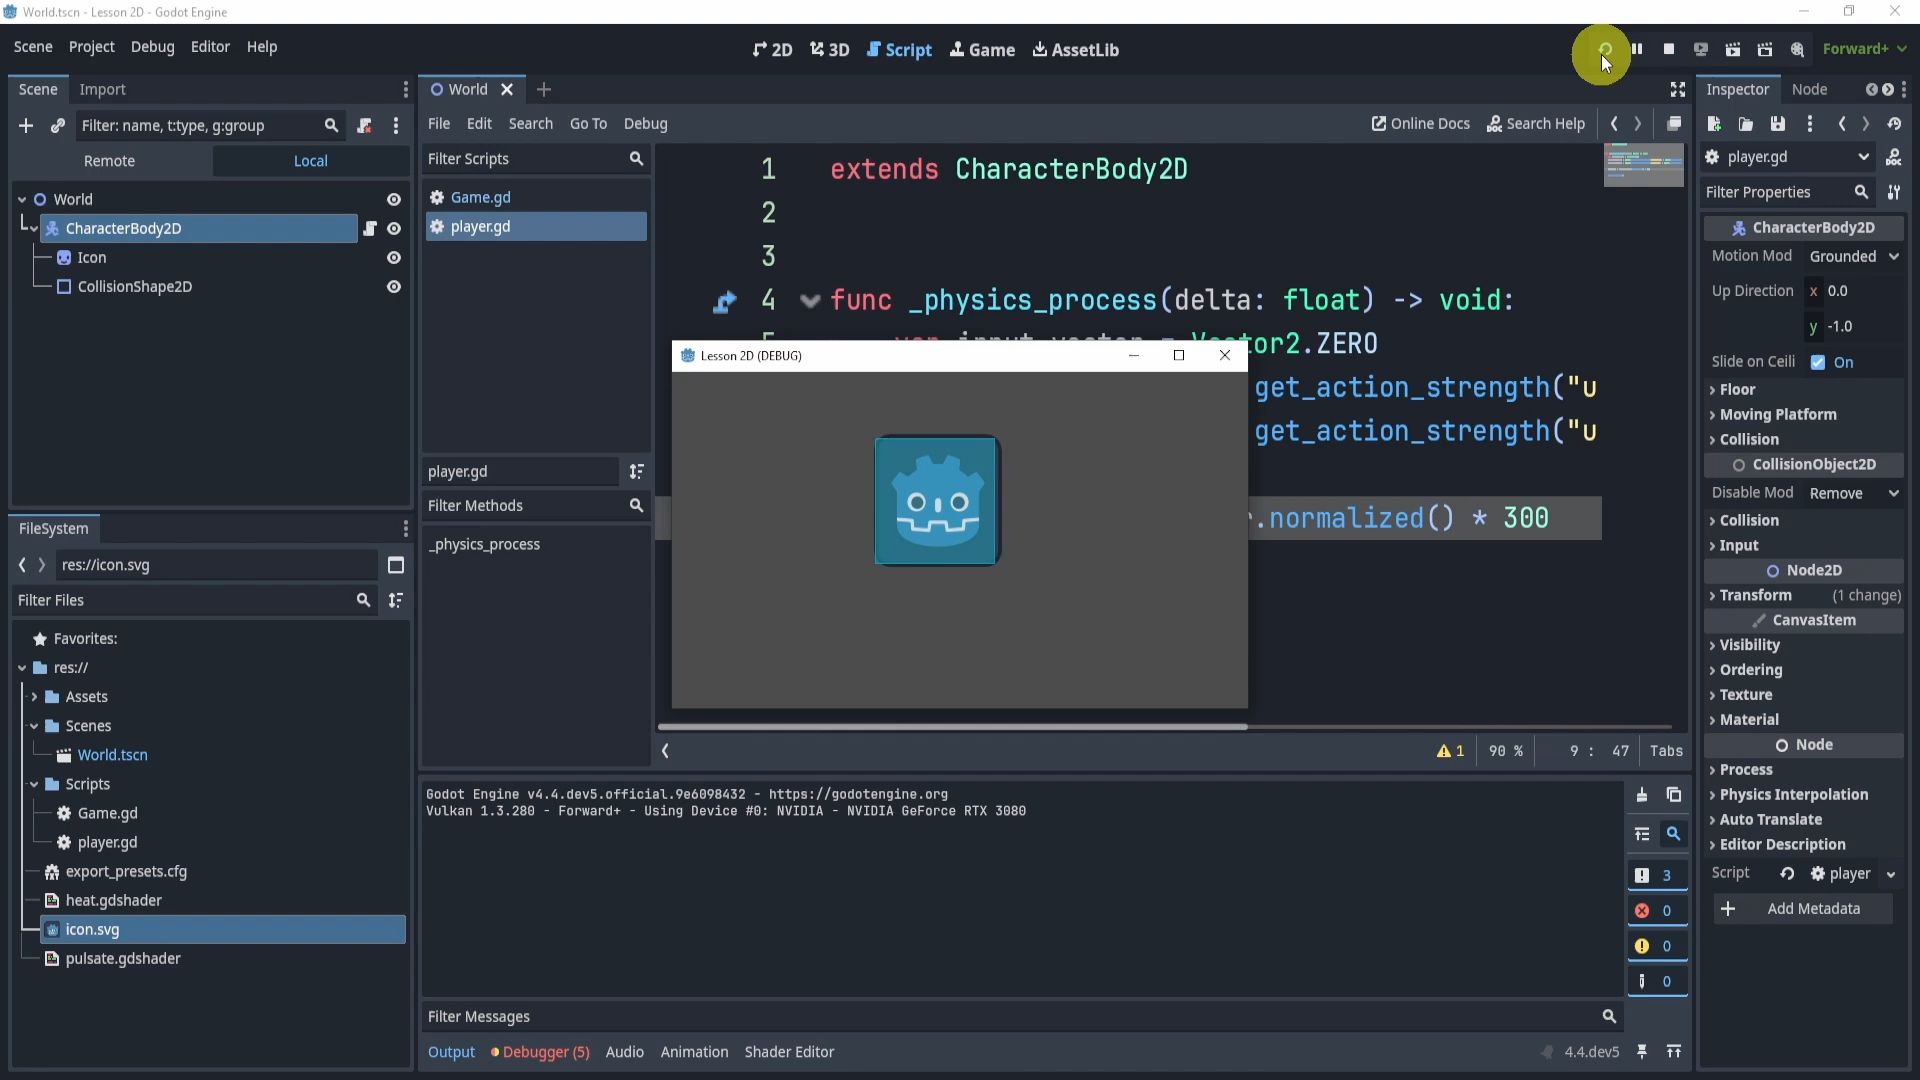 World.tscn - Lesson 2D - Godot Engine
Scene Project Debug Editor Help
2D 3D Script Game AssetLib
Forward+
Scene Import
World
Inspector Node
File Edit Search Go To Debug
Online Docs Search Help
Filter: name, t:type, g:group
Remote Local
World
CharacterBody2D
Icon
CollisionShape2D
FileSystem
res://icon.svg
Filter Files
Favorites:
res://
Assets
Scenes
World.tscn
Scripts
Game.gd
player.gd
export_presets.cfg
heat.gdshader
icon.svg
pulsate.gdshader
Filter Scripts
Game.gd
player.gd
player.gd
Filter Methods
_physics_process
1 extends CharacterBody2D
2
3
4 func _physics_process(delta: float) -> void:
tor2.ZERO
get_action_strength("u
get_action_strength("u
.normalized() * 300
Lesson 2D (DEBUG)
1 90 % 9 : 47 Tabs
Godot Engine v4.4.dev5.official.9e6098432 - https://godotengine.org
Vulkan 1.3.280 - Forward+ - Using Device #0: NVIDIA - NVIDIA GeForce RTX 3080
3
0
0
0
Filter Messages
Output Debugger (5) Audio Animation Shader Editor
4.4.dev5
player.gd
Filter Properties
CharacterBody2D
Motion Mod Grounded
Up Direction x 0.0
y -1.0
Slide on Ceili On
Floor
Moving Platform
Collision
CollisionObject2D
Disable Mod Remove
Collision
Input
Node2D
Transform (1 change)
CanvasItem
Visibility
Ordering
Texture
Material
Node
Process
Physics Interpolation
Auto Translate
Editor Description
Script player
Add Metadata